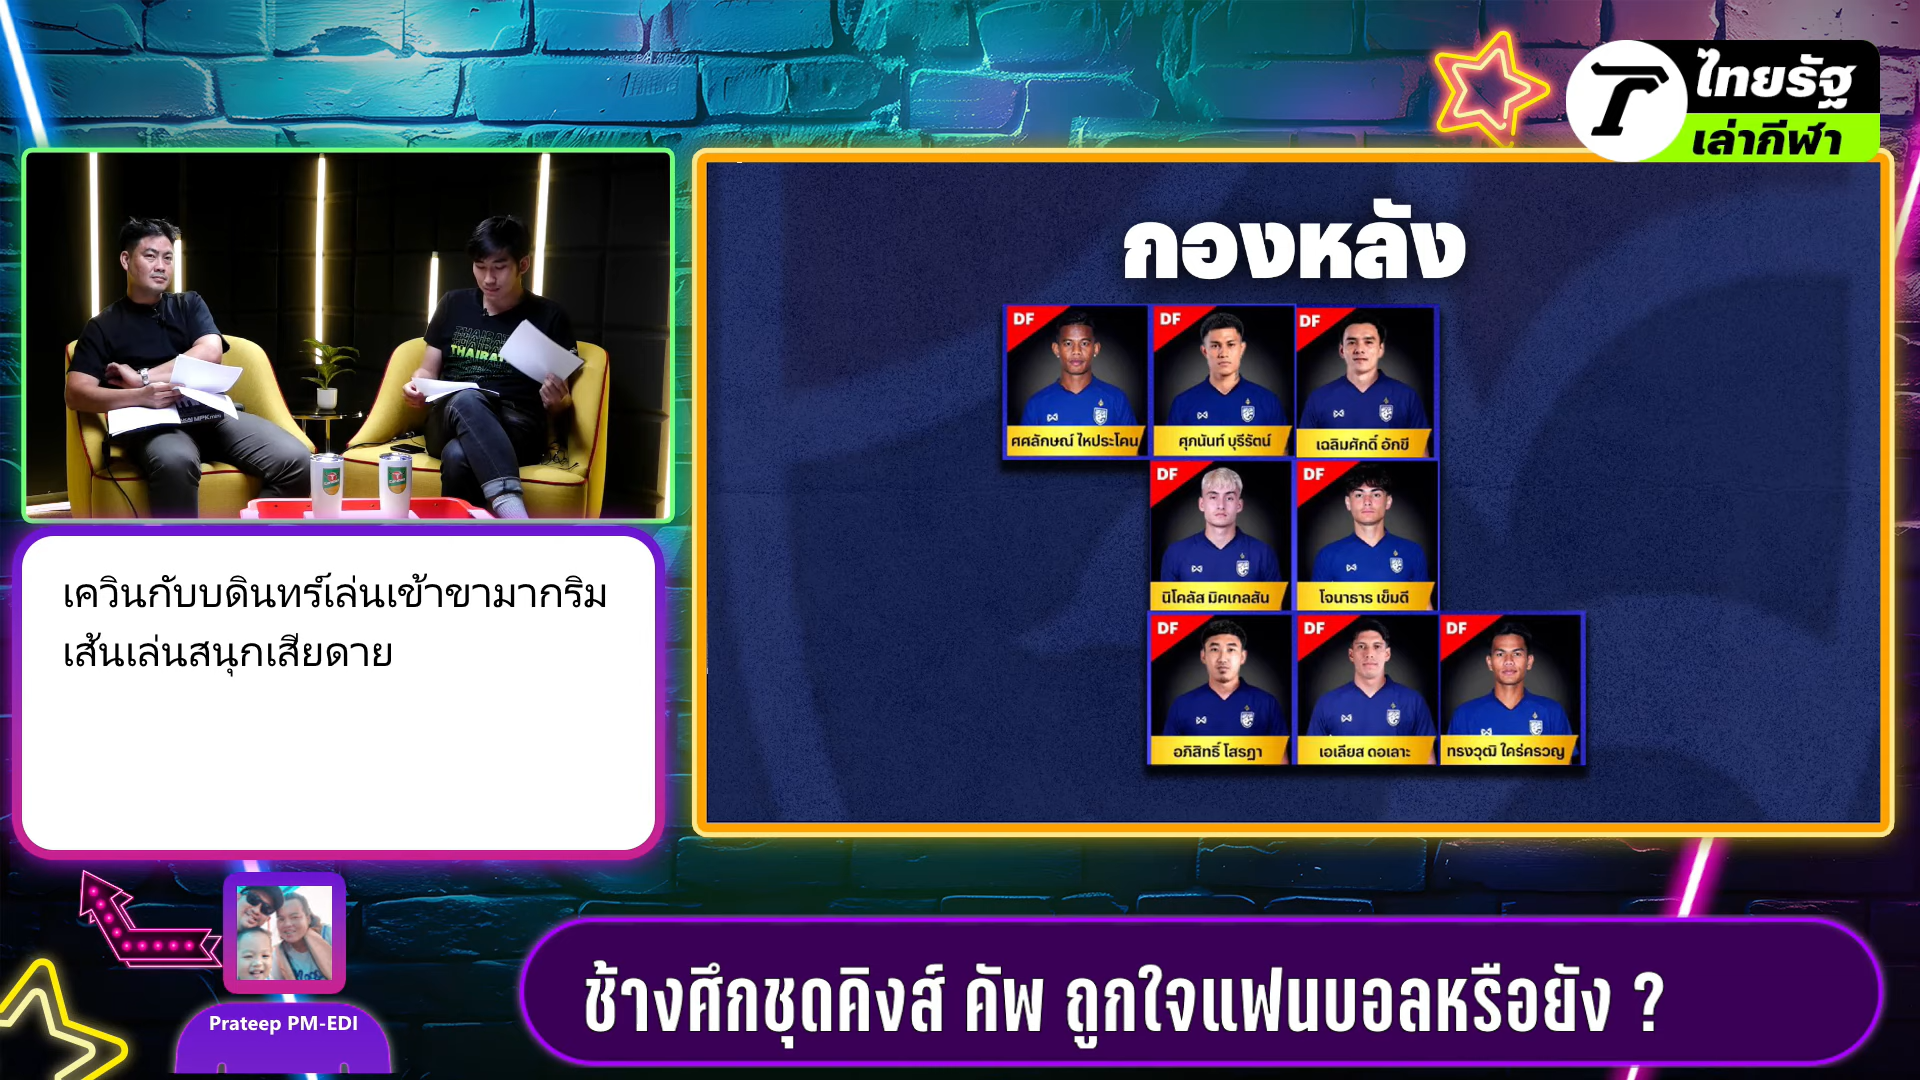 ไทยรัฐ
เล่ากีฬา
กองหลัง
DF
DF
DF
ศศลักษณ์ ไหประโคน
ศุภนันท์ บุรีรัตน์
เฉลิมศักดิ์ อักขี
DF
DF
นิโคลัส มิคเกลสัน
โจนาธาร เข็มดี
DF
DF
DF
อภิสิทธิ์ โสรฎา
เอเลียส ดอเลาะ
ทรงวุฒิ ใคร่ครวญ
THAIRAT
เควินกับบดินทร์เล่นเข้าขามากริม
เส้นเล่นสนุกเสียดาย
Prateep PM-EDI
ช้างศึกชุดคิงส์ คัพ ถูกใจแฟนบอลหรือยัง ?